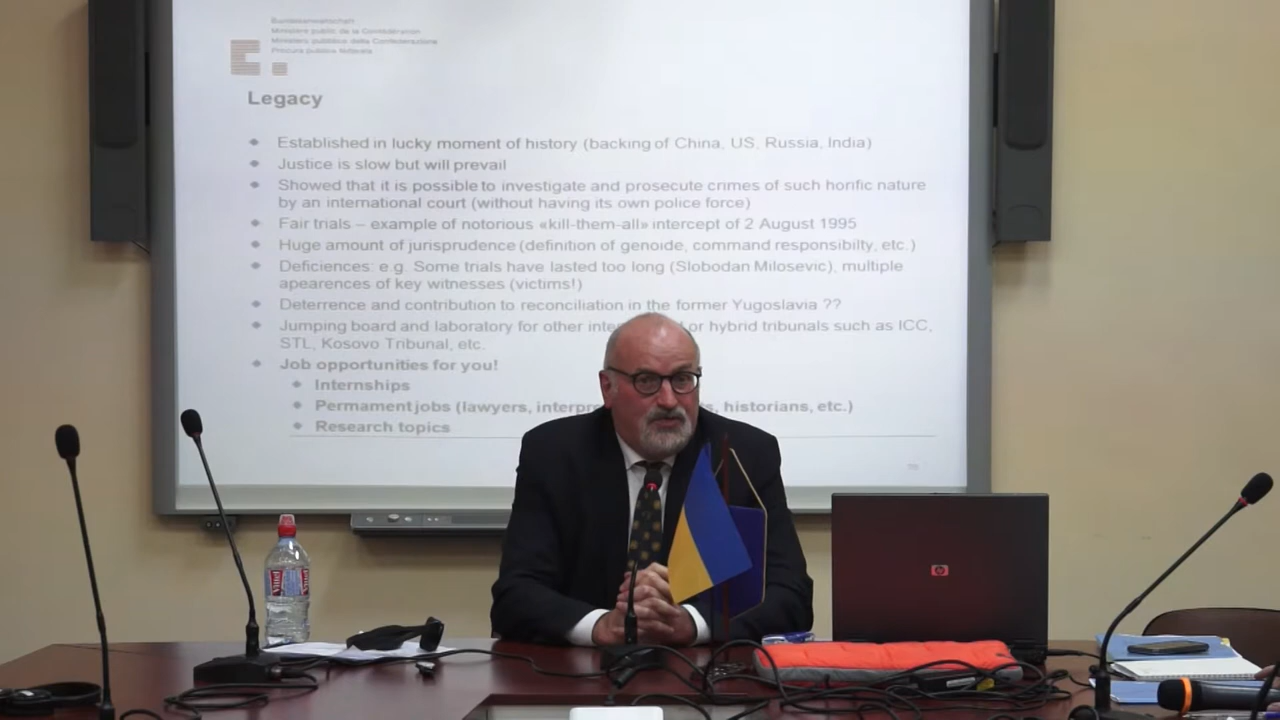 Bundesanwaltschaft
Ministère public de la Confédération
Ministero pubblico della Confederazione
Procura publica federala
Legacy
Established in lucky moment of history (backing of China, US, Russia, India)
Justice is slow but will prevail
Showed that it is possible to investigate and prosecute crimes of such horific nature
by an international court (without having its own police force)
Fair trials – example of notorious «kill-them-all» intercept of 2 August 1995
Huge amount of jurisprudence (definition of genoide, command responsibilty, etc.)
Deficiences: e.g. Some trials have lasted too long (Slobodan Milosevic), multiple
apearences of key witnesses (victims!)
Deterrence and contribution to reconciliation in the former Yugoslavia ??
Jumping board and laboratory for other or hybrid tribunals such as ICC,
STL, Kosovo Tribunal, etc.
Job opportunities for you!
Internships
Permament jobs (lawyers, historians, etc.)
Research topics
hp